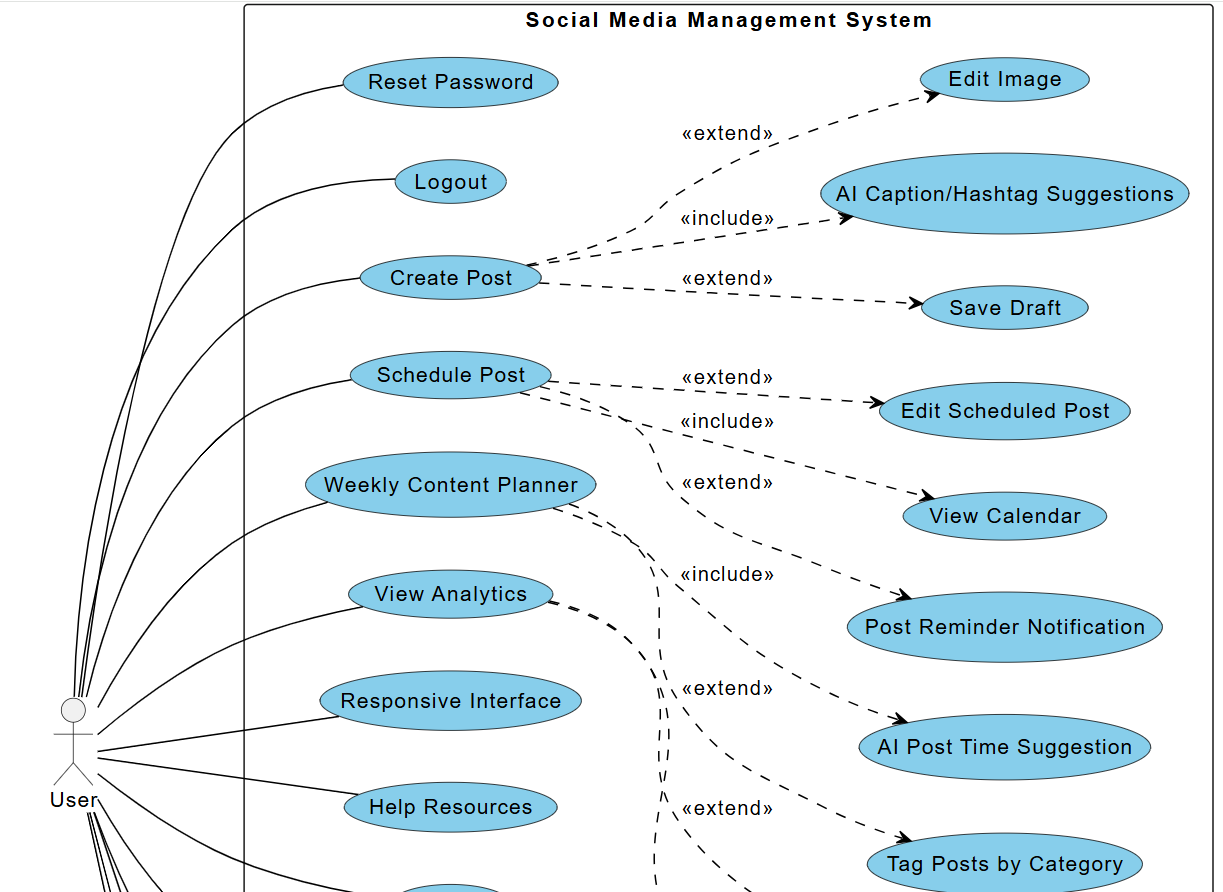 Social Media Management System
Reset Password
Edit Image
«extend»
Logout
AI Caption/Hashtag Suggestions
«include»
Create Post
«extend»
Save Draft
Schedule Post
«extend»
Edit Scheduled Post
«include»
Weekly Content Planner
«extend»
View Calendar
«include»
View Analytics
Post Reminder Notification
«extend»
Responsive Interface
AI Post Time Suggestion
User
Help Resources
«extend»
Tag Posts by Category